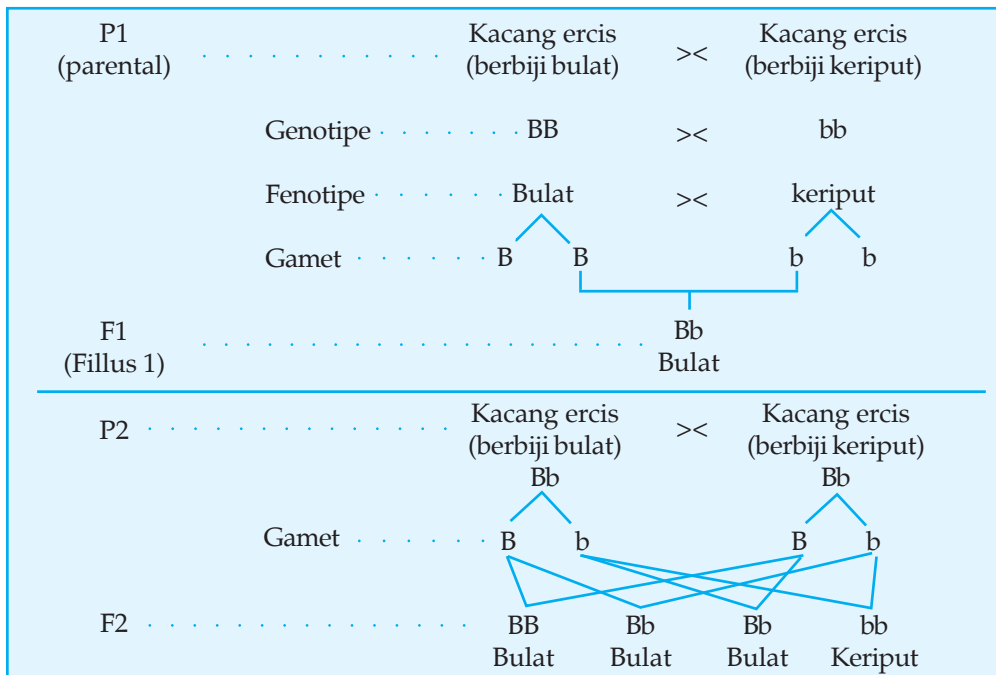 P1 Kacang ercis >< Kacang ercis
(parental) (berbiji bulat) (berbiji keriput)
Genotipe BB >< bb
Fenotipe Bulat >< keriput
Gamet B B b b
F1 Bb
(Fillus 1) Bulat
P2 Kacang ercis >< Kacang ercis
(berbiji bulat) (berbiji keriput)
Bb Bb
Gamet B b B b
F2 BB Bb Bb bb
Bulat Bulat Bulat Keriput